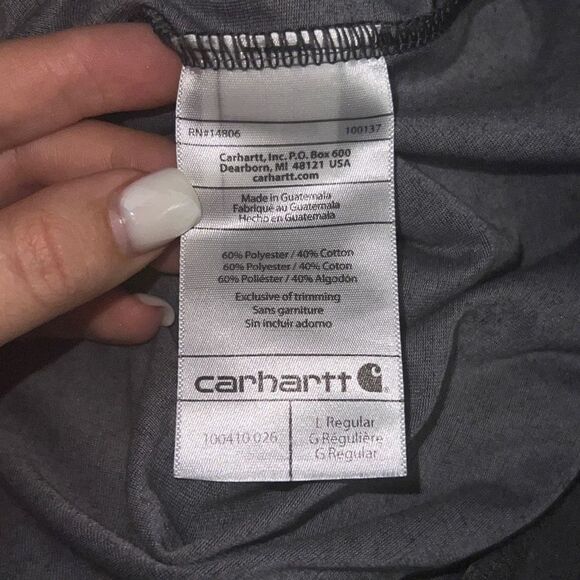 RN#14806 100137
Carhartt, Inc. P.O. Box 600
Dearborn, MI 48121 USA
carhartt.com
Made in Guatemala
Fabriqué au Guatemala
Hecho en Guatemala
60% Polyester / 40% Cotton
60% Polyester / 40% Coton
60% Poliéster / 40% Algodón
Exclusive of trimming
Sans garniture
Sin incluir adorno
carhartt
100410 026
L Regular
G Régulière
G Regular